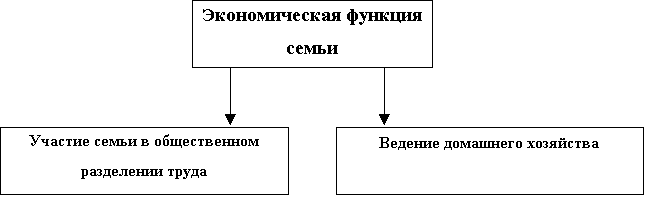 Экономическая функция
семьи
Участие семьи в общественном
разделении труда
Ведение домашнего хозяйства